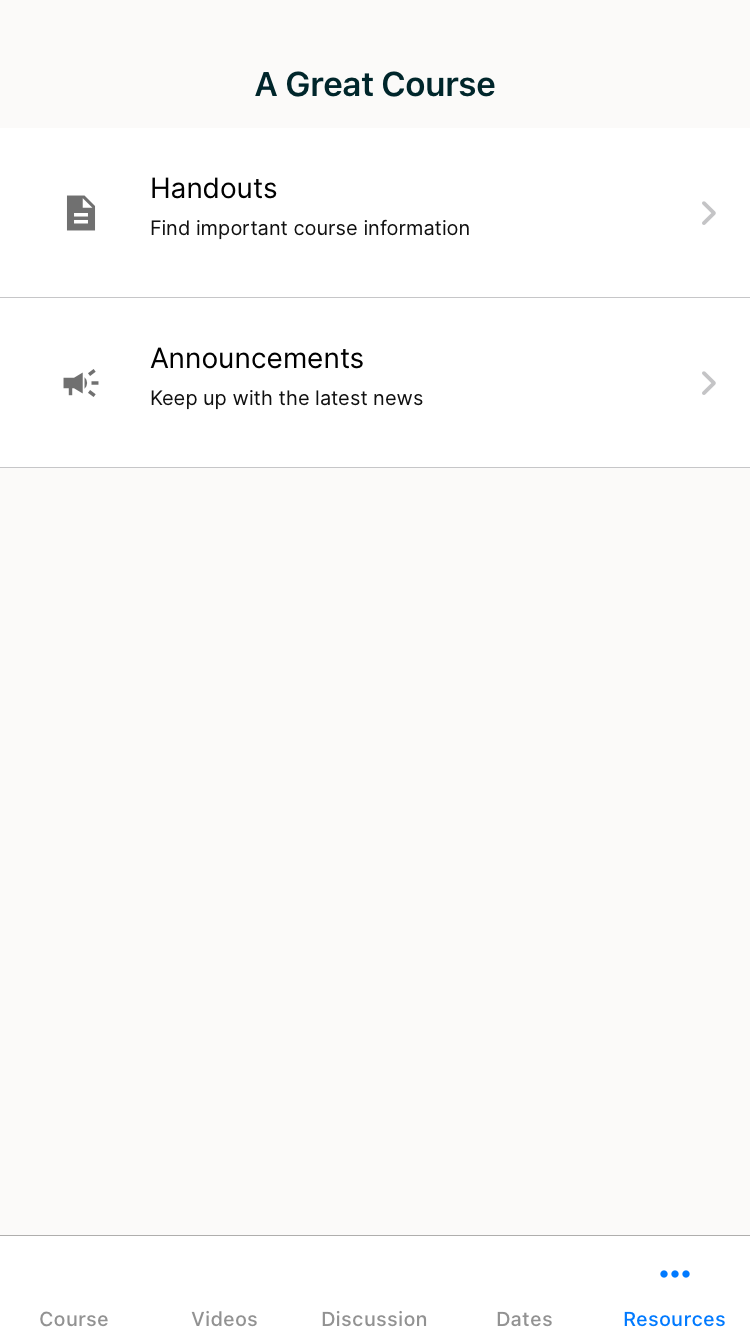 A Great Course
Handouts
Find important course information
Announcements
Keep up with the latest news
Course
Videos
Discussion
Dates
Resources